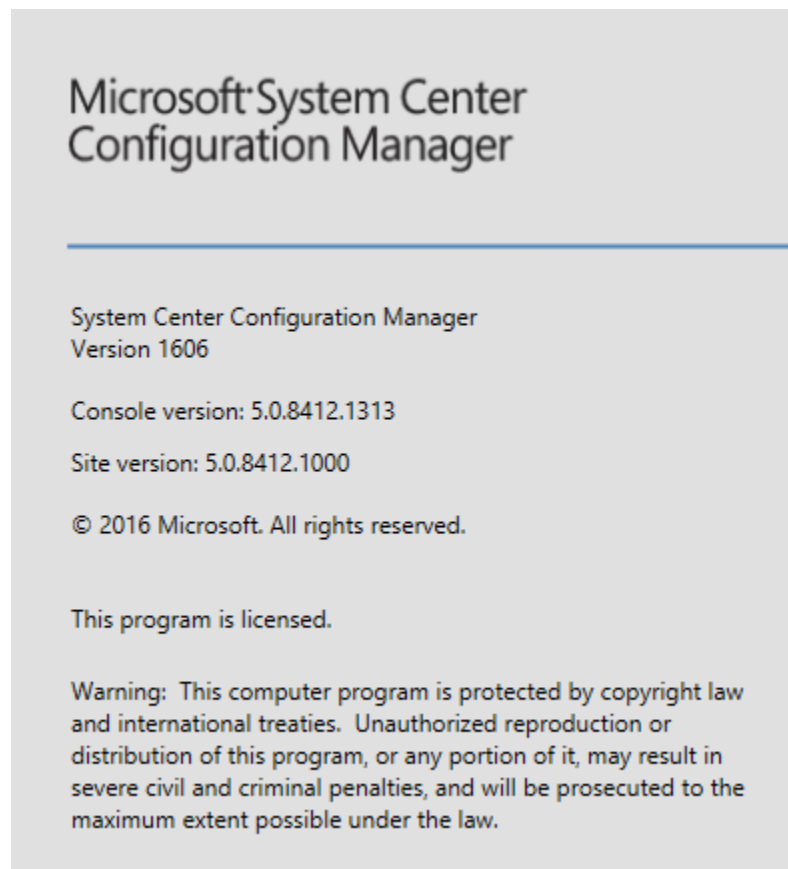 Microsoft System Center
Configuration Manager
System Center Configuration Manager
Version 1606
Console version: 5.0.8412.1313
Site version: 5.0.8412.1000
© 2016 Microsoft. All rights reserved.
This program is licensed.
Warning:  This computer program is protected by copyright law
and international treaties.  Unauthorized reproduction or
distribution of this program, or any portion of it, may result in
severe civil and criminal penalties, and will be prosecuted to the
maximum extent possible under the law.